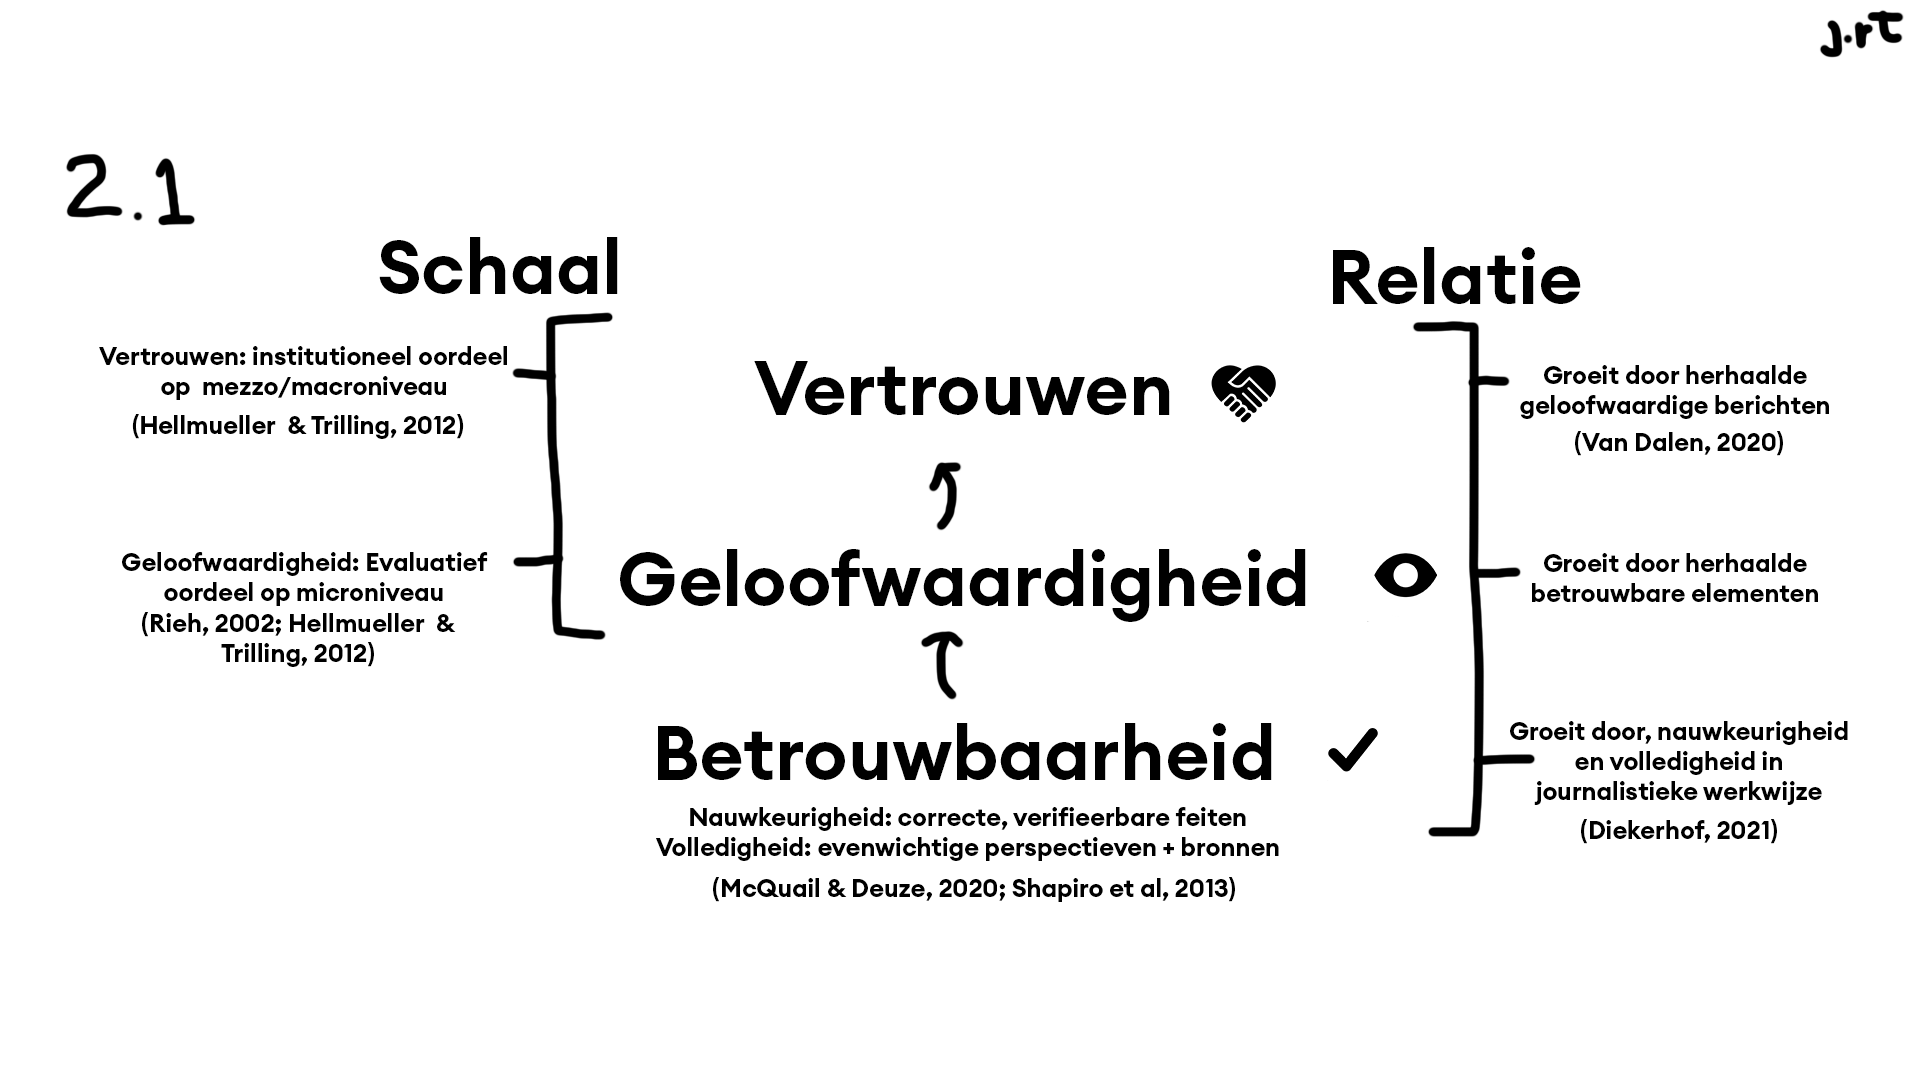 j.rt
2.1
Schaal
Vertrouwen: institutioneel oordeel
op mezzo/macroniveau
(Hellmueller & Trilling, 2012)
Geloofwaardigheid: Evaluatief
oordeel op microniveau
(Rieh, 2002; Hellmueller &
Trilling, 2012)
Vertrouwen
Geloofwaardigheid
Betrouwbaarheid
Nauwkeurigheid: correcte, verifieerbare feiten
Volledigheid: evenwichtige perspectieven + bronnen
(McQuail & Deuze, 2020; Shapiro et al, 2013)
Relatie
Groeit door herhaalde
geloofwaardige berichten
(Van Dalen, 2020)
Groeit door herhaalde
betrouwbare elementen
Groeit door, nauwkeurigheid
en volledigheid in
journalistieke werkwijze
(Diekerhof, 2021)